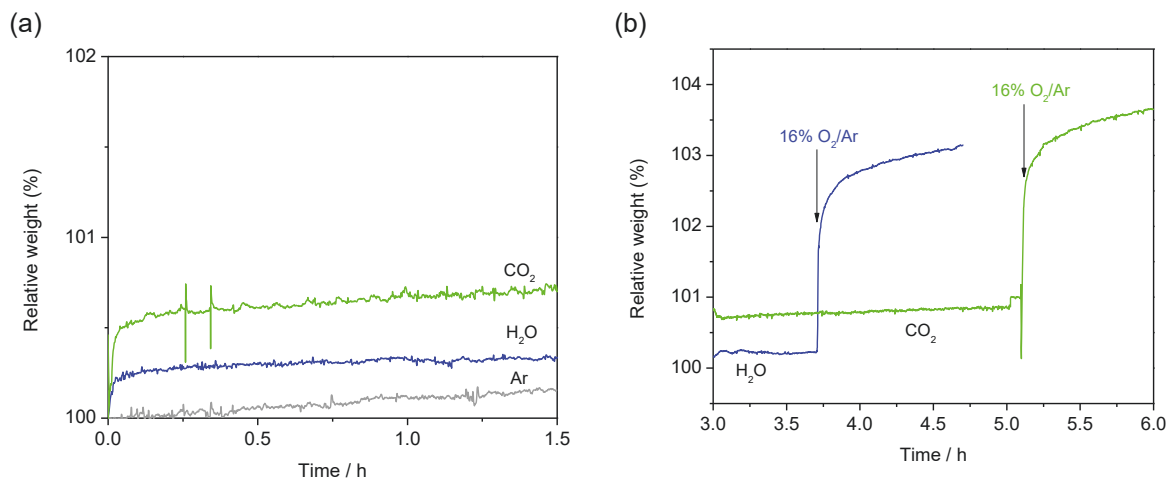 (a)
102
101
100
Relative weight (%)
CO₂
H₂O
Ar
0.0
0.5
1.0
1.5
Time / h
(b)
104
103
102
101
100
Relative weight (%)
16% O₂/Ar
16% O₂/Ar
CO₂
H₂O
3.0
3.5
4.0
4.5
5.0
5.5
6.0
Time / h